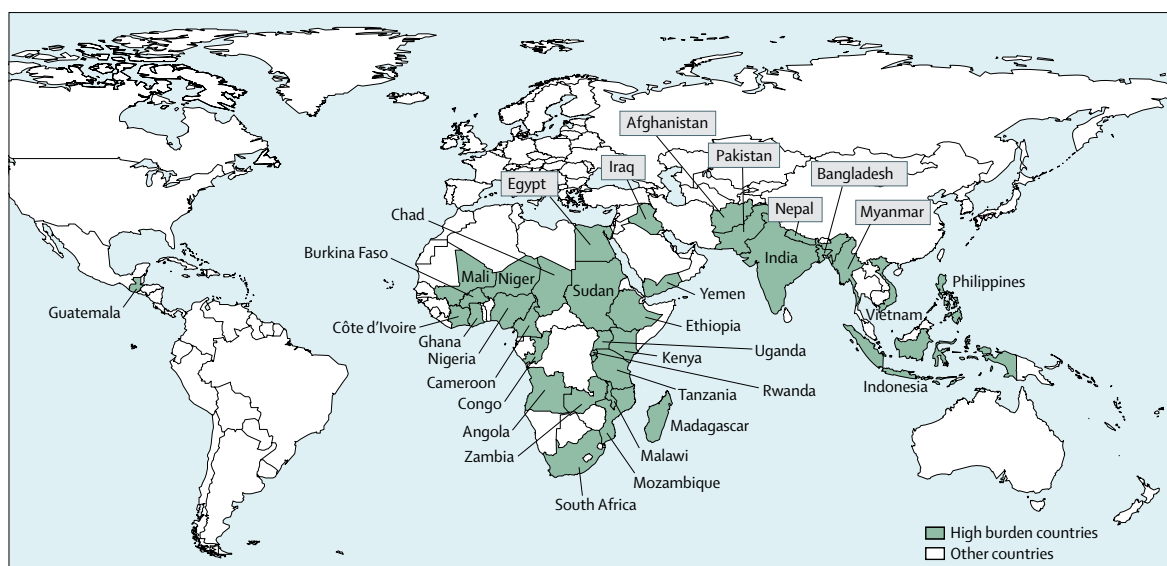 Afghanistan
Pakistan
Iraq
Bangladesh
Egypt
Nepal
Myanmar
Chad
Burkina Faso
Mali
Niger
India
Sudan
Philippines
Yemen
Guatemala
Vietnam
Côte d'Ivoire
Ethiopia
Ghana
Uganda
Nigeria
Kenya
Cameroon
Rwanda
Indonesia
Congo
Tanzania
Angola
Madagascar
Zambia
Malawi
Mozambique
South Africa
High burden countries
Other countries